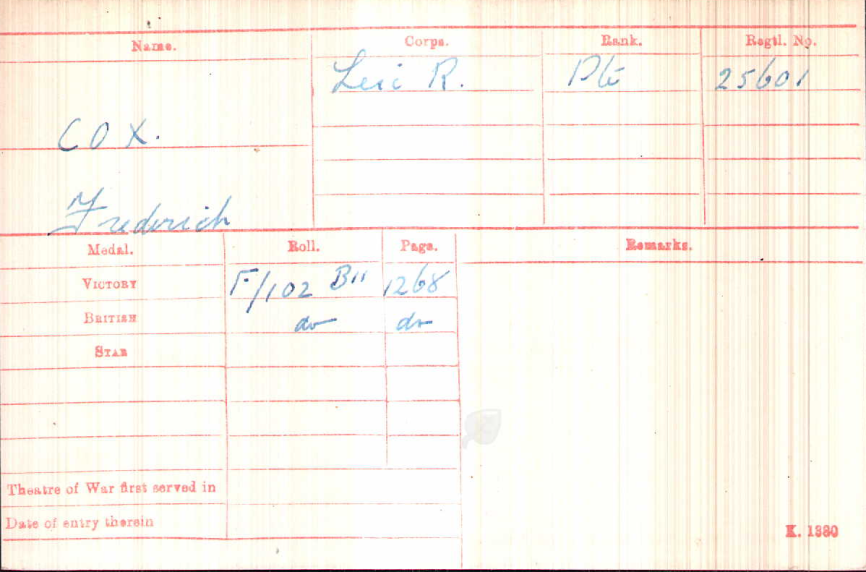 Name. Corps. Rank. Regtl. No.
Leic R. Pte 25601
COX.
Frederick
Medal. Roll. Page. Remarks.
VICTORY F/102 B11 1268
BRITISH do do
STAR
Theatre of War first served in
Date of entry therein
K. 1380